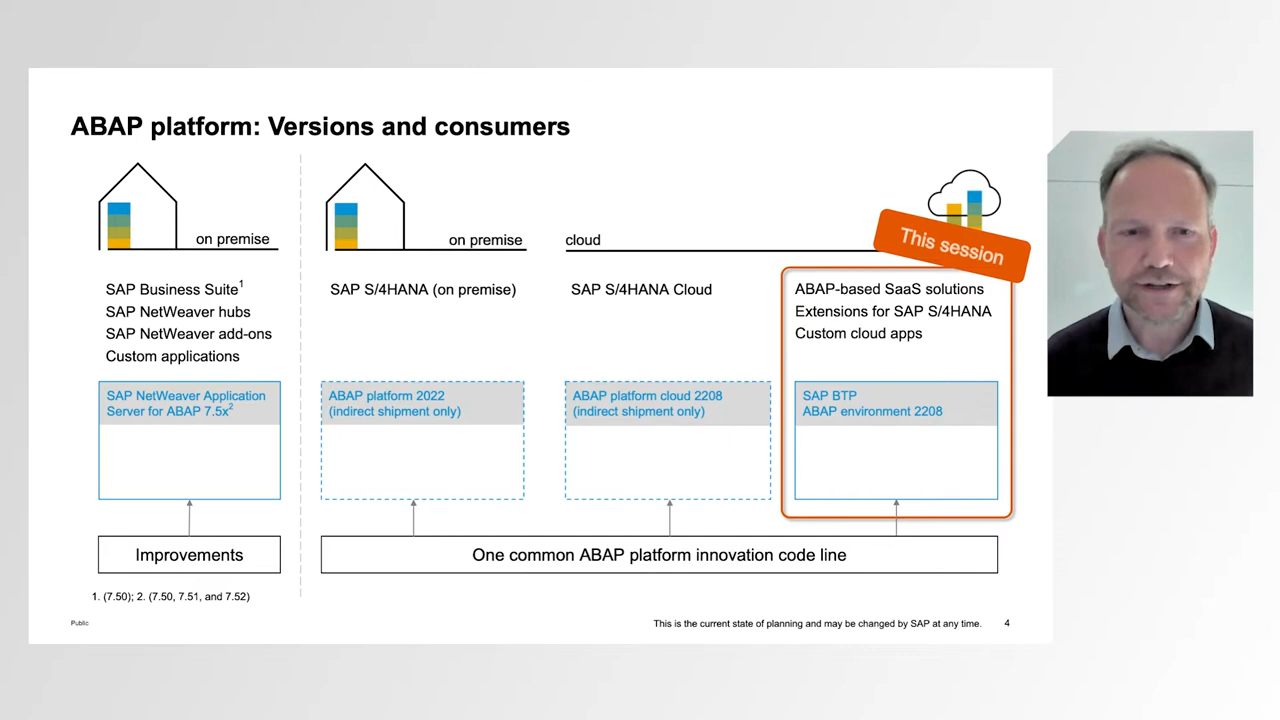 ABAP platform: Versions and consumers
on premise
on premise
cloud
This session
SAP Business Suite1
SAP NetWeaver hubs
SAP NetWeaver add-ons
Custom applications
SAP S/4HANA (on premise)
SAP S/4HANA Cloud
ABAP-based SaaS solutions
Extensions for SAP S/4HANA
Custom cloud apps
SAP NetWeaver Application
Server for ABAP 7.5x2
ABAP platform 2022
(indirect shipment only)
ABAP platform cloud 2208
(indirect shipment only)
SAP BTP
ABAP environment 2208
Improvements
One common ABAP platform innovation code line
1. (7.50); 2. (7.50, 7.51, and 7.52)
Public
This is the current state of planning and may be changed by SAP at any time.
4